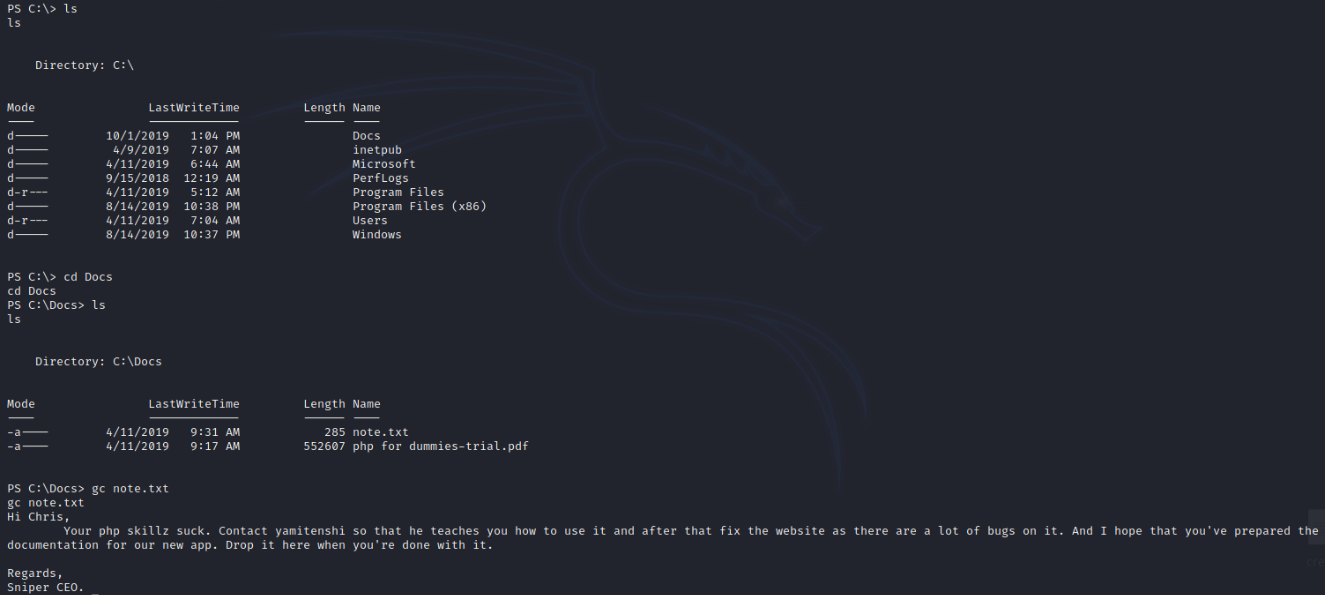 PS C:\> ls
ls
Directory: C:\
Mode LastWriteTime Length Name
---- ------------- ------ ----
d----- 10/1/2019 1:04 PM Docs
d----- 4/9/2019 7:07 AM inetpub
d----- 4/11/2019 6:44 AM Microsoft
d----- 9/15/2018 12:19 AM PerfLogs
d-r--- 4/11/2019 5:12 AM Program Files
d----- 8/14/2019 10:38 PM Program Files (x86)
d-r--- 4/11/2019 7:04 AM Users
d----- 8/14/2019 10:37 PM Windows
PS C:\> cd Docs
cd Docs
PS C:\Docs> ls
ls
Directory: C:\Docs
Mode LastWriteTime Length Name
---- ------------- ------ ----
-a---- 4/11/2019 9:31 AM 285 note.txt
-a---- 4/11/2019 9:17 AM 552607 php for dummies-trial.pdf
PS C:\Docs> gc note.txt
gc note.txt
Hi Chris,
Your php skillz suck. Contact yamitenshi so that he teaches you how to use it and after that fix the website as there are a lot of bugs on it. And I hope that you've prepared the
documentation for our new app. Drop it here when you're done with it.
Regards,
Sniper CEO.